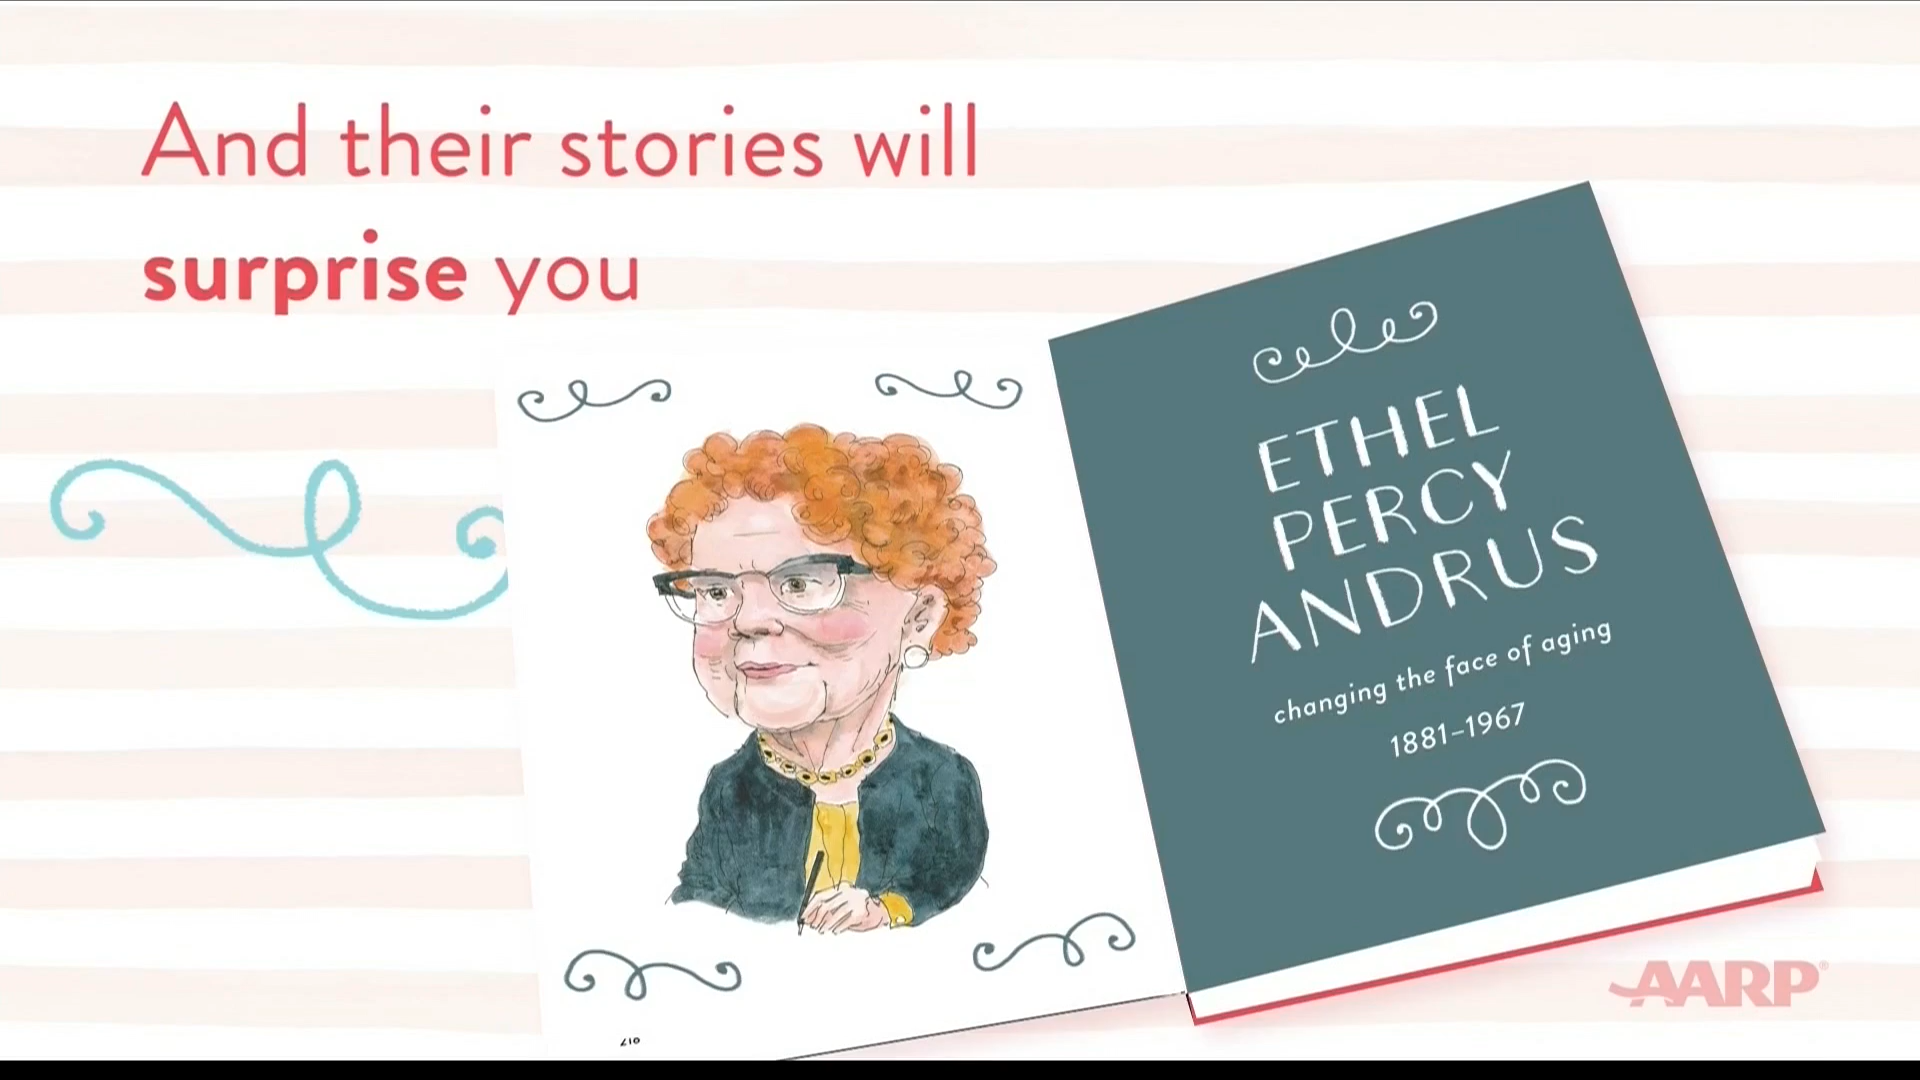 And their stories will
surprise you
ETHEL
PERCY
ANDRUS
changing the face of aging
1881–1967
AARP®